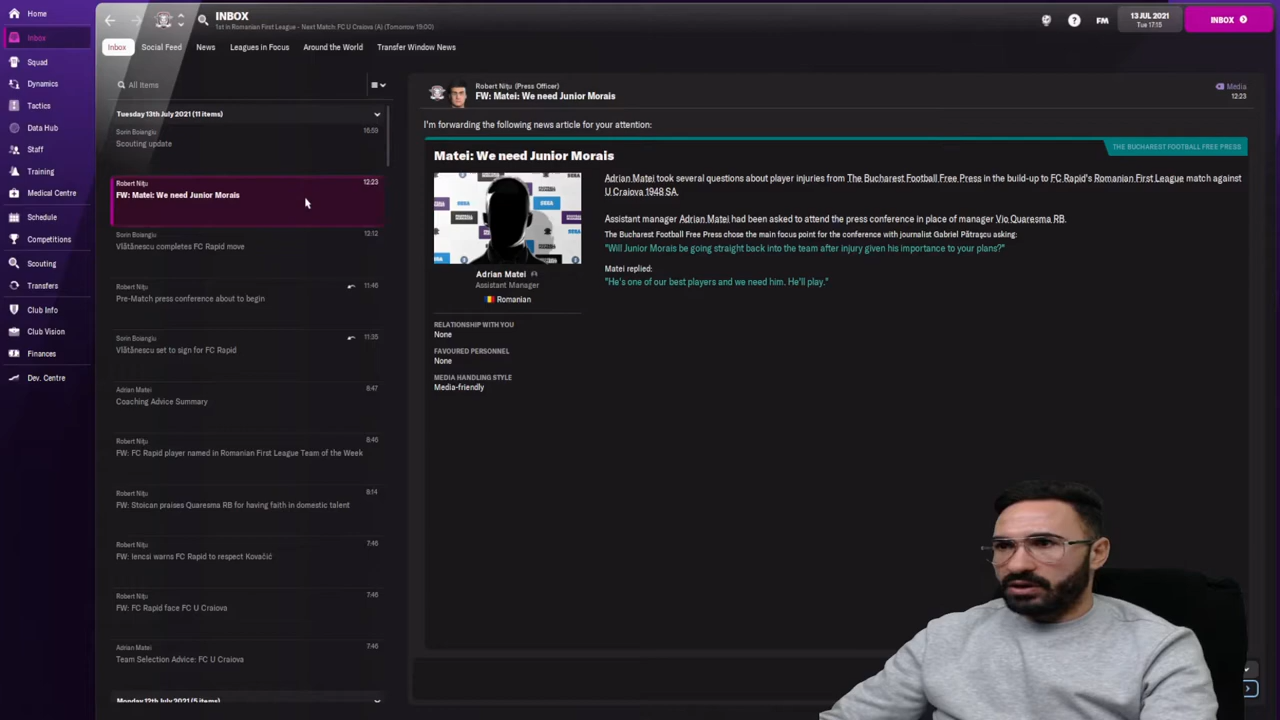 Home
Inbox
Squad
Dynamics
Tactics
Data Hub
Staff
Training
Medical Centre
Schedule
Competitions
Scouting
Transfers
Club Info
Club Vision
Finances
Dev. Centre
INBOX
1st in Romanian First League - Next Match: FC U Craiova (A) (Tomorrow 19:00)
?
FM
13 JUL 2021
Tue 17:15
INBOX
Inbox
Social Feed
News
Leagues in Focus
Around the World
Transfer Window News
All Items
Tuesday 13th July 2021 (11 items)
Sorin Boiangiu
Scouting update
Robert Nițu
12:23
FW: Matei: We need Junior Morais
Sorin Boiangiu
12:12
Vlătănescu completes FC Rapid move
Robert Nițu
11:46
Pre-Match press conference about to begin
Sorin Boiangiu
11:35
Vlătănescu set to sign for FC Rapid
Adrian Matei
8:47
Coaching Advice Summary
Robert Nițu
8:46
FW: FC Rapid player named in Romanian First League Team of the Week
Robert Nițu
8:14
FW: Stoican praises Quaresma RB for having faith in domestic talent
Robert Nițu
7:46
FW: Iencsi warns FC Rapid to respect Kovačić
Robert Nițu
7:46
FW: FC Rapid face FC U Craiova
Adrian Matei
7:46
Team Selection Advice: FC U Craiova
Monday 12th July 2021 (5 items)
Robert Nițu (Press Officer)
FW: Matei: We need Junior Morais
Media
12:23
I'm forwarding the following news article for your attention:
THE BUCHAREST FOOTBALL FREE PRESS
Matei: We need Junior Morais
SEGA
Adrian Matei
Assistant Manager
Romanian
RELATIONSHIP WITH YOU
None
FAVOURED PERSONNEL
None
MEDIA HANDLING STYLE
Media-friendly
Adrian Matei took several questions about player injuries from The Bucharest Football Free Press in the build-up to FC Rapid's Romanian First League match against
U Craiova 1948 SA.
Assistant manager Adrian Matei had been asked to attend the press conference in place of manager Vio Quaresma RB.
The Bucharest Football Free Press chose the main focus point for the conference with journalist Gabriel Pătrașcu asking:
"Will Junior Morais be going straight back into the team after injury given his importance to your plans?"
Matei replied:
"He's one of our best players and we need him. He'll play."